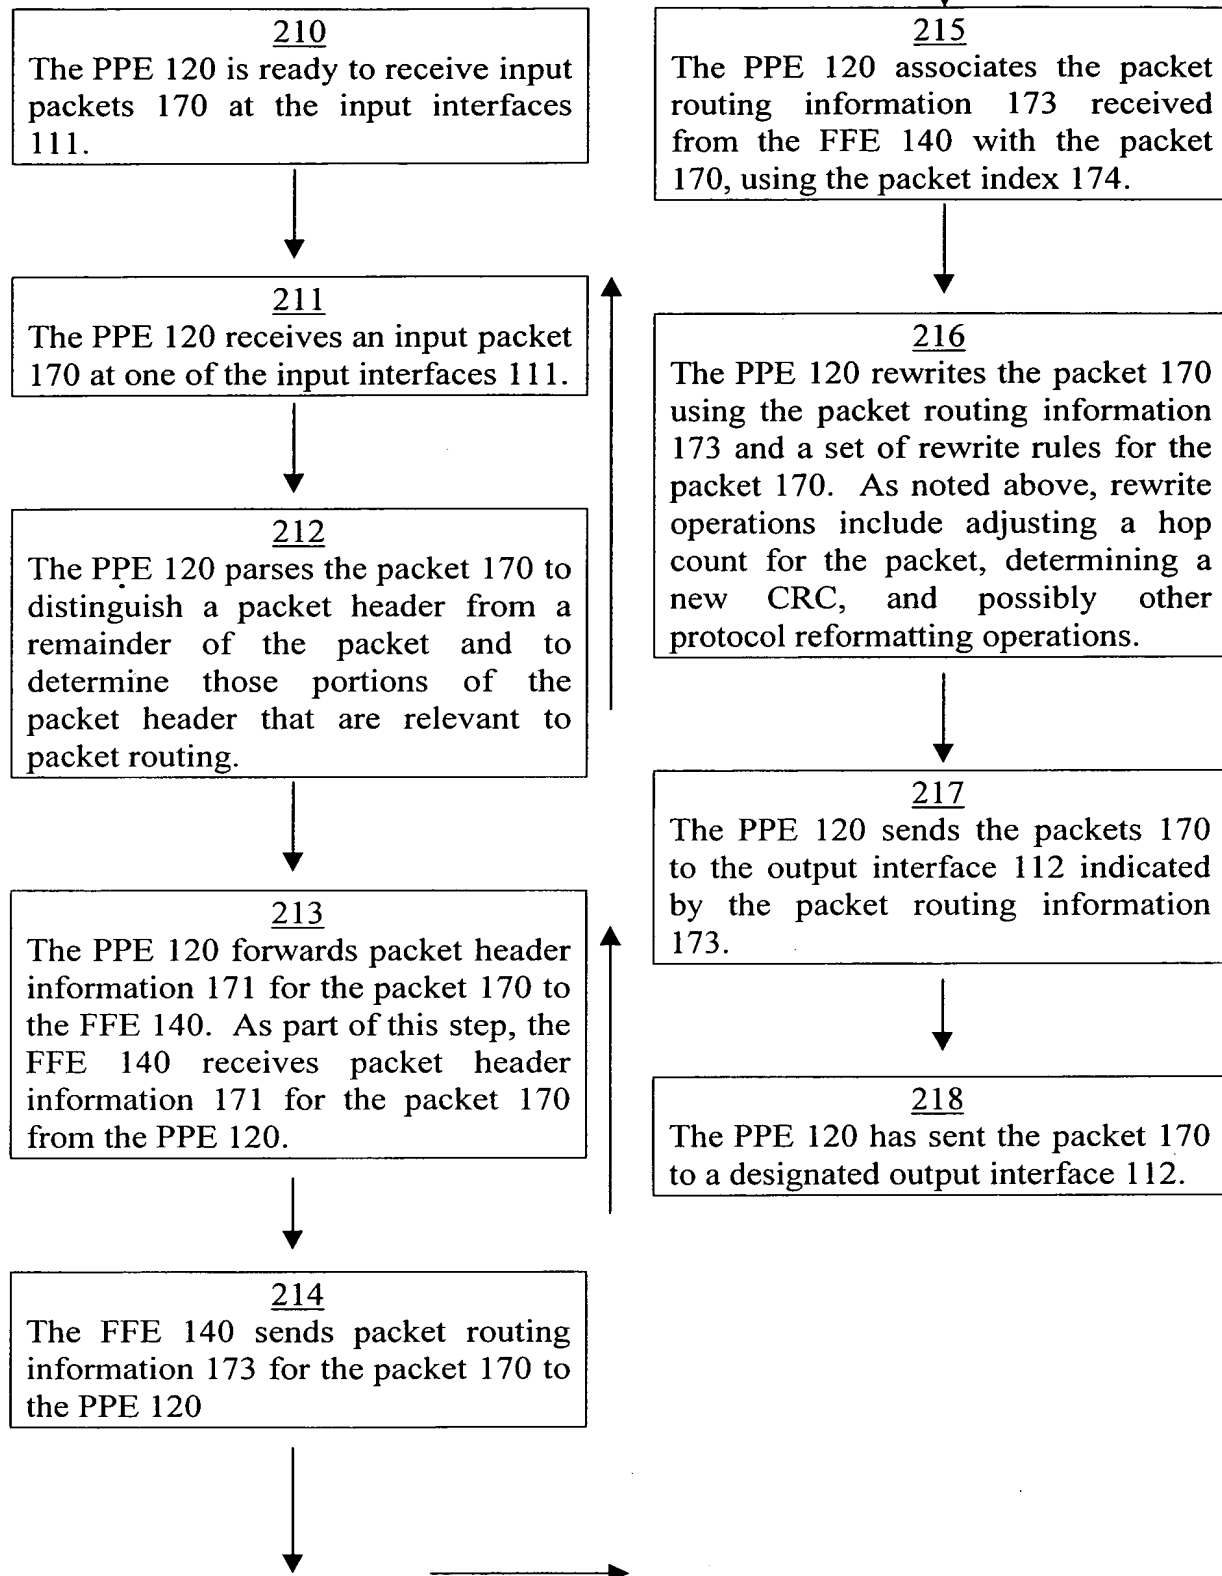 210
The PPE 120 is ready to receive input
packets 170 at the input interfaces
111.
211
The PPE 120 receives an input packet
170 at one of the input interfaces 111.
212
The PPE 120 parses the packet 170 to
distinguish a packet header from a
remainder of the packet and to
determine those portions of the
packet header that are relevant to
packet routing.
213
The PPE 120 forwards packet header
information 171 for the packet 170 to
the FFE 140. As part of this step, the
FFE 140 receives packet header
information 171 for the packet 170
from the PPE 120.
214
The FFE 140 sends packet routing
information 173 for the packet 170 to
the PPE 120
215
The PPE 120 associates the packet
routing information 173 received
from the FFE 140 with the packet
170, using the packet index 174.
216
The PPE 120 rewrites the packet 170
using the packet routing information
173 and a set of rewrite rules for the
packet 170. As noted above, rewrite
operations include adjusting a hop
count for the packet, determining a
new CRC, and possibly other
protocol reformatting operations.
217
The PPE 120 sends the packets 170
to the output interface 112 indicated
by the packet routing information
173.
218
The PPE 120 has sent the packet 170
to a designated output interface 112.